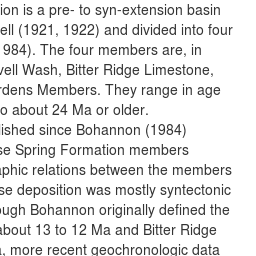 ion is a pre- to syn-extension basin
ell (1921, 1922) and divided into four
1984). The four members are, in
vell Wash, Bitter Ridge Limestone,
rdens Members. They range in age
o about 24 Ma or older.
lished since Bohannon (1984)
se Spring Formation members
aphic relations between the members
se deposition was mostly syntectonic
ough Bohannon originally defined the
about 13 to 12 Ma and Bitter Ridge
, more recent geochronologic data